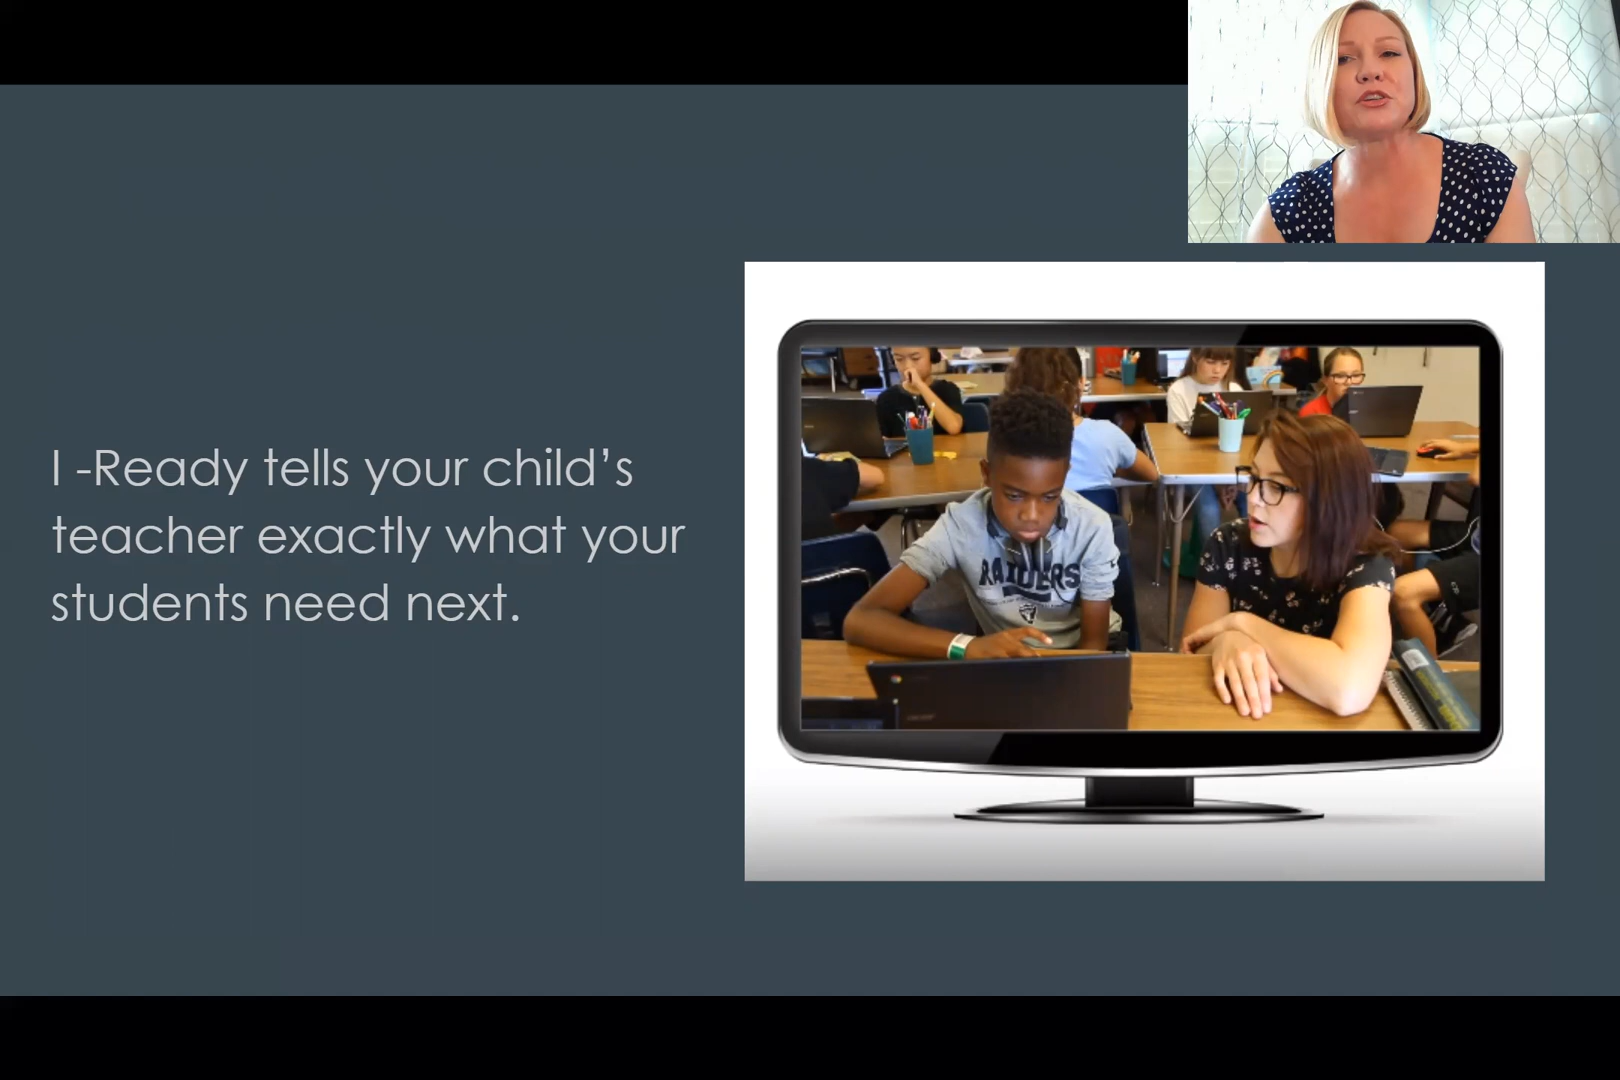 I -Ready tells your child’s
teacher exactly what your
students need next.
RAIDERS